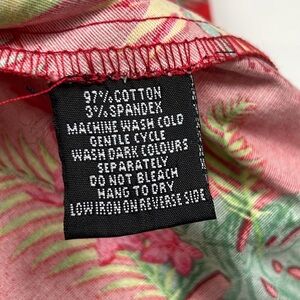 97% COTTON
3% SPANDEX
MACHINE WASH COLD
GENTLE CYCLE
WASH DARK COLOURS
SEPARATELY
DO NOT BLEACH
HANG TO DRY
LOW IRON ON REVERSE SIDE